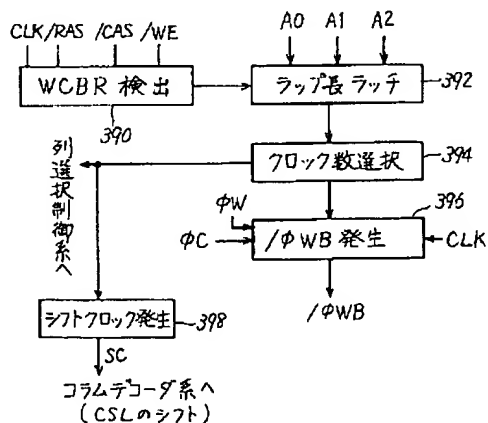 CLK /RAS /CAS /WE
A0 A1 A2
WCBR 検出
390
ラップ長ラッチ
392
クロック数選択
394
列選択制御系へ
φW
φC
/φWB 発生
396
CLK
/φWB
シフトクロック発生
398
SC
コラムデコーダ系へ
(CSLのシフト)